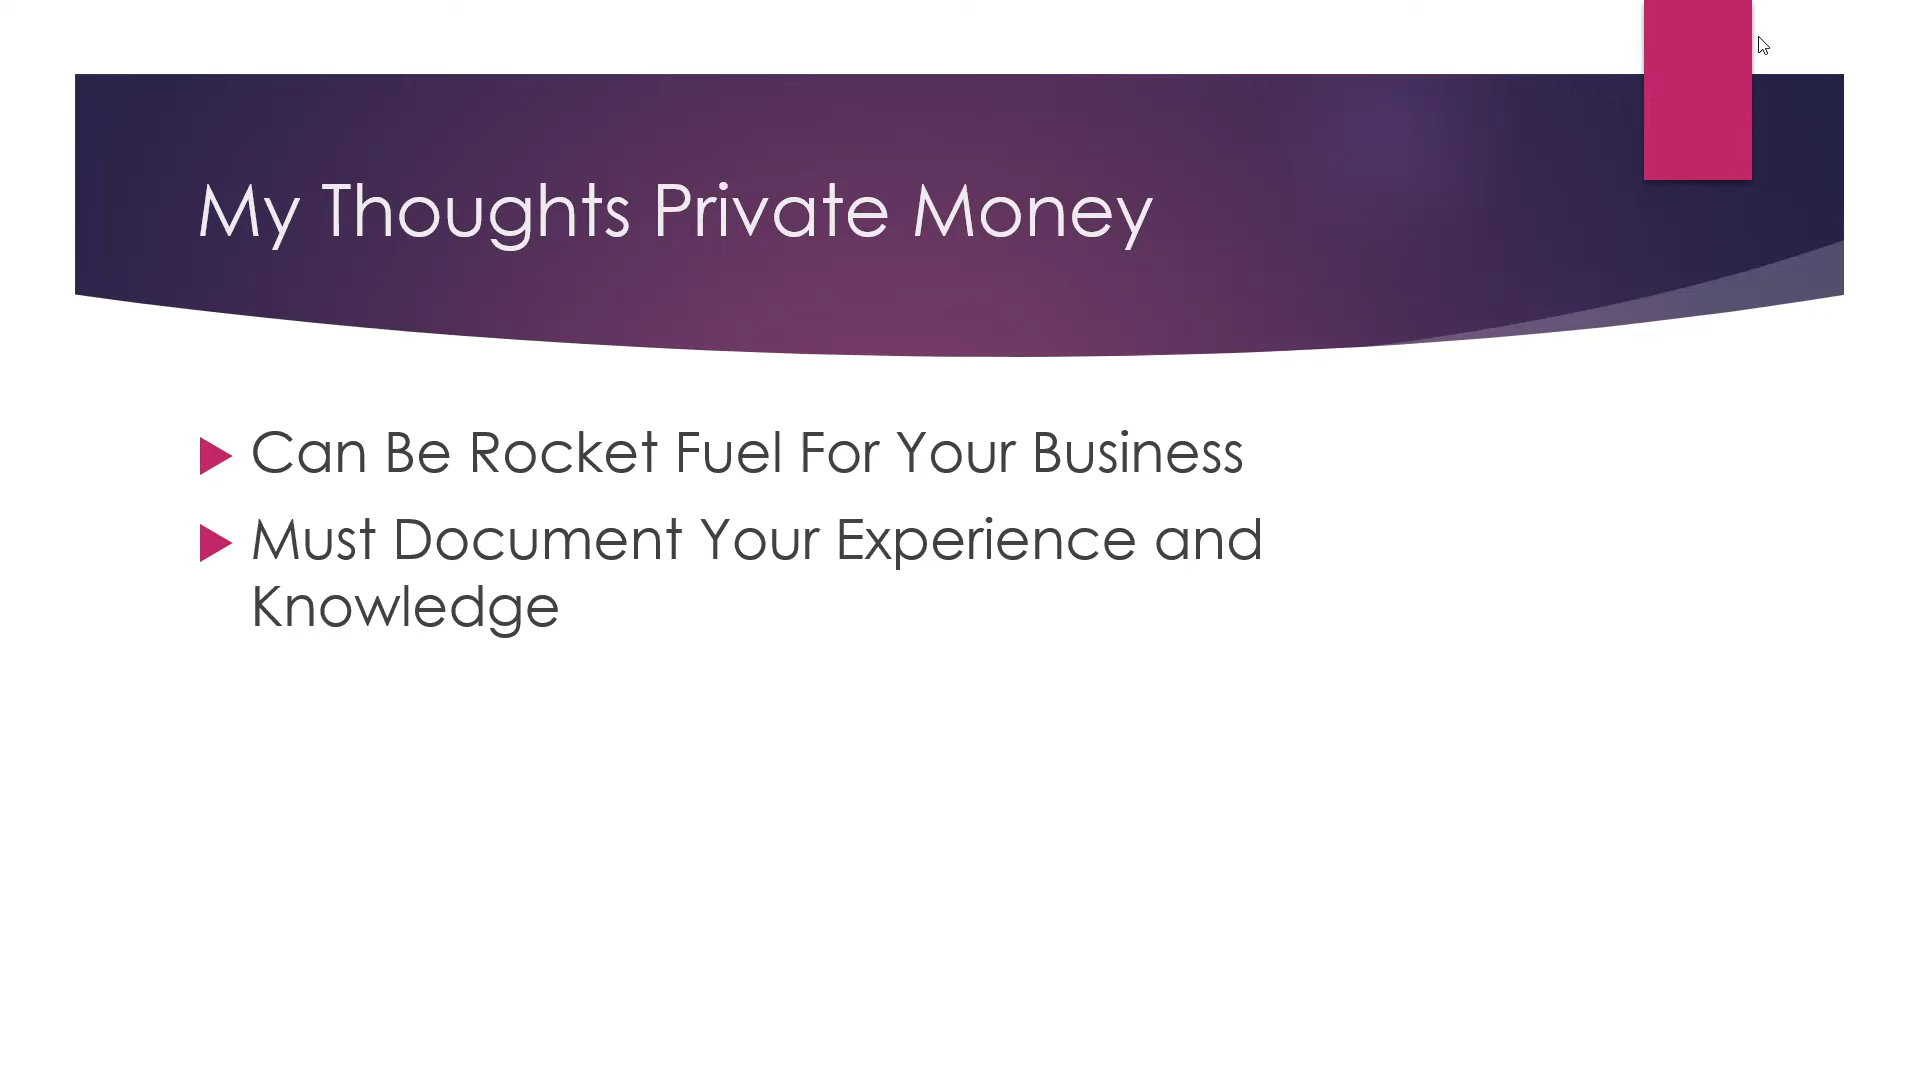 My Thoughts Private Money
Can Be Rocket Fuel For Your Business
Must Document Your Experience and
Knowledge